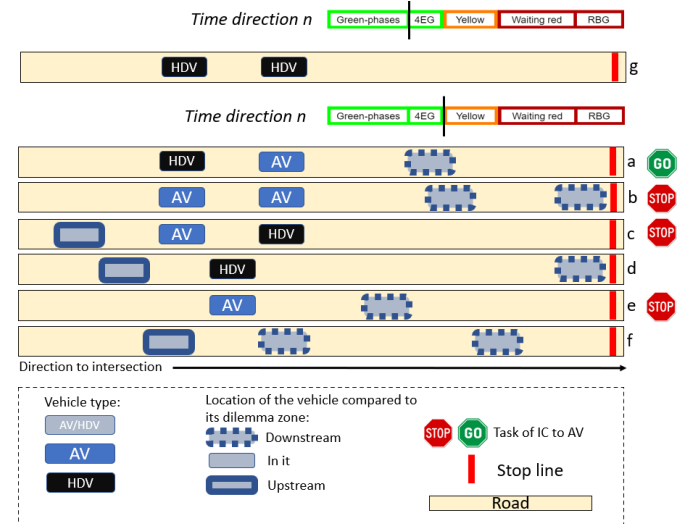 Time direction n Green-phases 4EG Yellow Waiting red RBG
HDV HDV g
Time direction n Green-phases 4EG Yellow Waiting red RBG
HDV AV a GO
AV AV b STOP
AV HDV c STOP
HDV d
AV e STOP
f
Direction to intersection
Vehicle type:
AV/HDV
AV
HDV
Location of the vehicle compared to
its dilemma zone:
Downstream
In it
Upstream
STOP GO Task of IC to AV
Stop line
Road